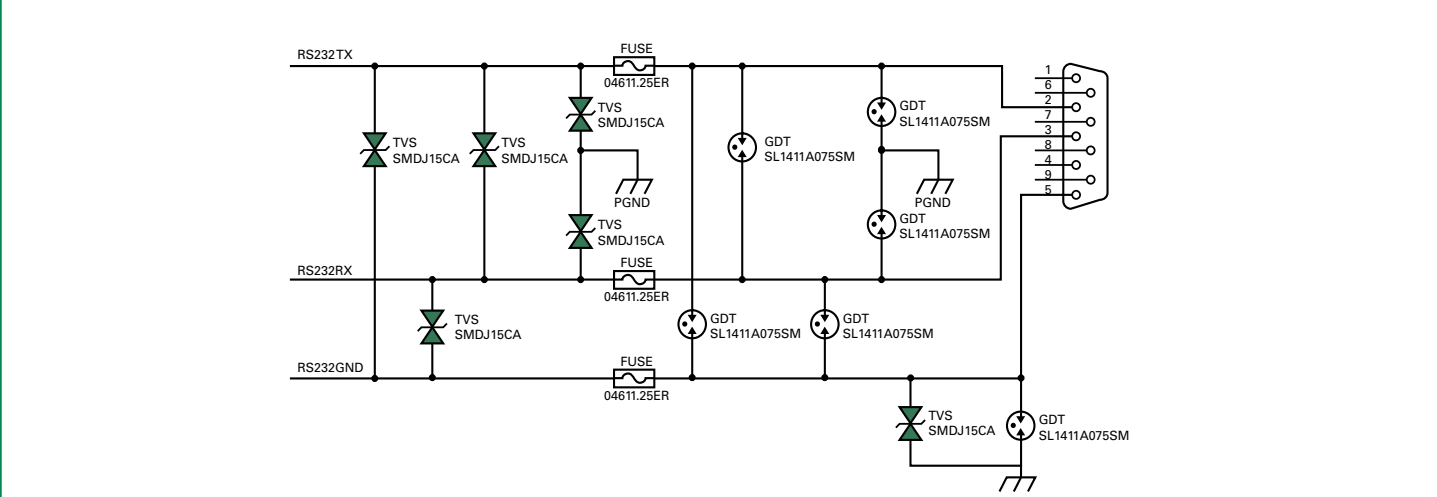 RS232TX
FUSE
04611.25ER
TVS
SMDJ15CA
TVS
SMDJ15CA
TVS
SMDJ15CA
PGND
TVS
SMDJ15CA
GDT
SL1411A075SM
GDT
SL1411A075SM
PGND
GDT
SL1411A075SM
1
6
2
7
3
8
4
9
5
RS232RX
FUSE
04611.25ER
TVS
SMDJ15CA
GDT
SL1411A075SM
GDT
SL1411A075SM
RS232GND
FUSE
04611.25ER
TVS
SMDJ15CA
GDT
SL1411A075SM